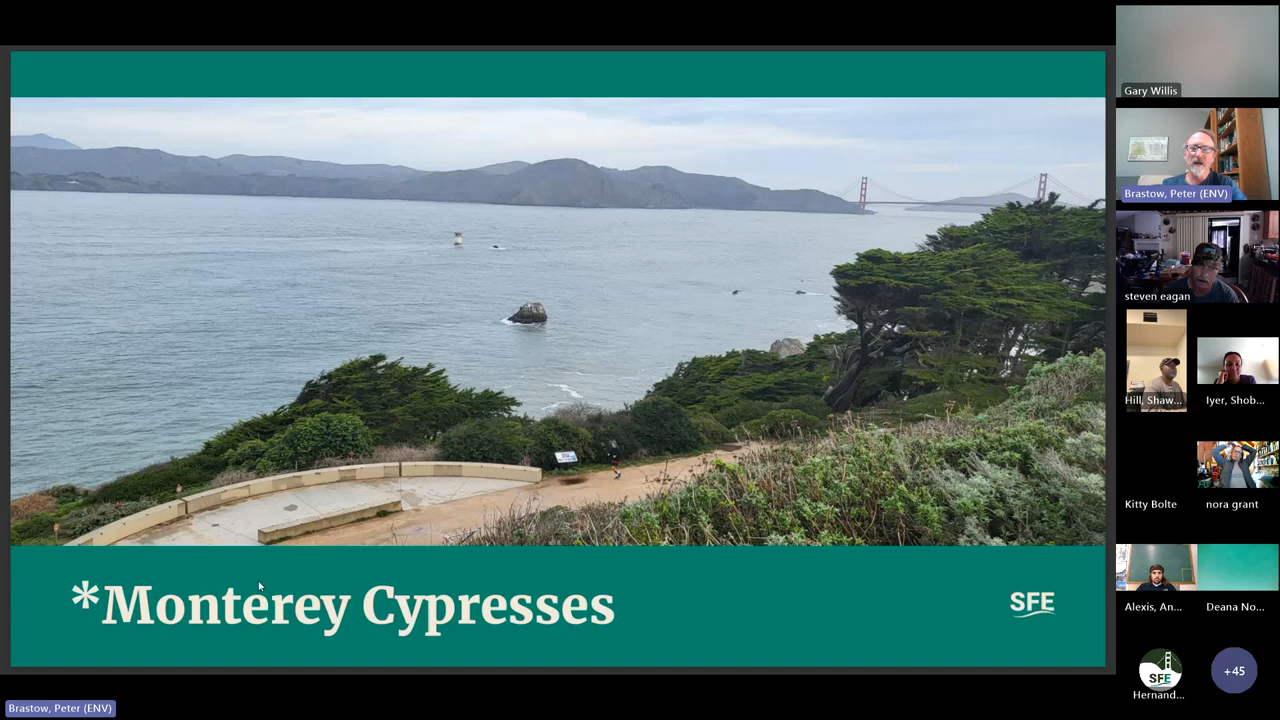 *Monterey Cypresses
SFE
Gary Willis
Brastow, Peter (ENV)
steven eagan
Hill, Shaw...
Iyer, Shob...
Kitty Bolte
nora grant
Alexis, An...
Deana No...
SFE
Hernand...
+45
Brastow, Peter (ENV)